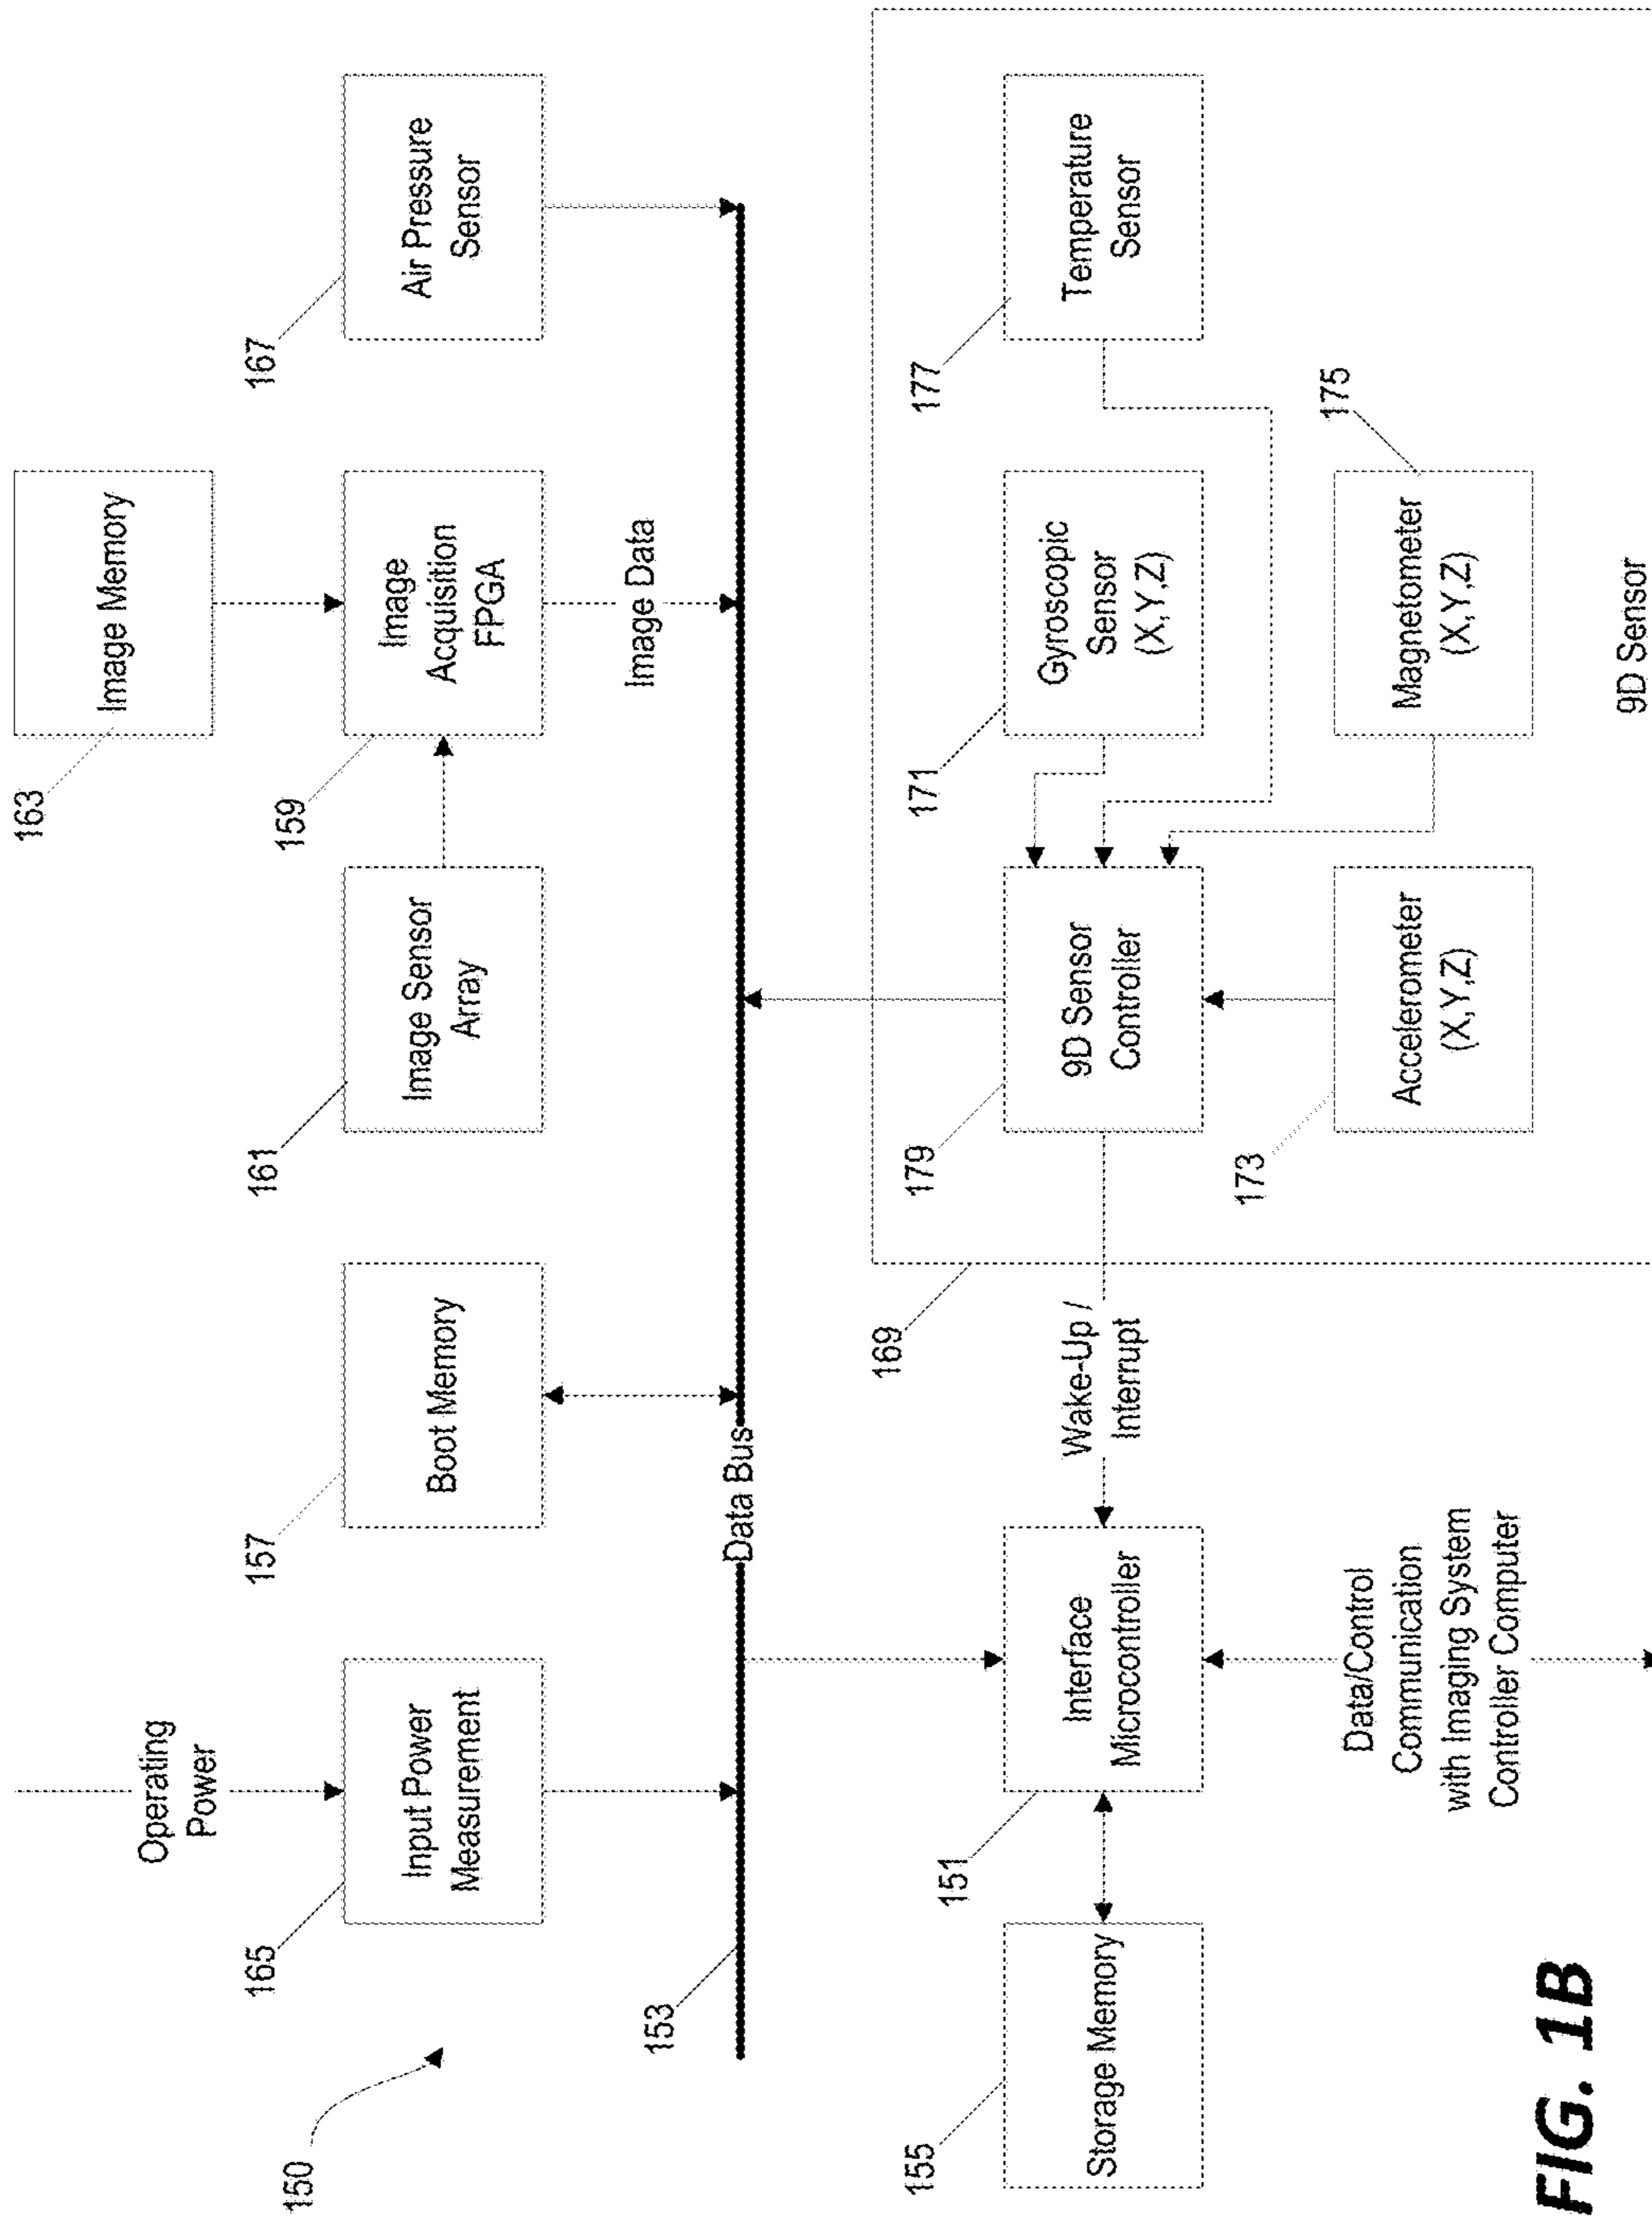 150
Operating
Power
165
Input Power
Measurement
157
Boot Memory
161
Image Sensor
Array
163
Image Memory
159
Image
Acquisition
FPGA
Image Data
167
Air Pressure
Sensor
153
Data Bus
155
Storage Memory
151
Interface
Microcontroller
Data/Control
Communication
with Imaging System
Controller Computer
Wake-Up /
Interrupt
169
179
9D Sensor
Controller
173
Accelerometer
(X,Y,Z)
171
Gyroscopic
Sensor
(X,Y,Z)
175
Magnetometer
(X,Y,Z)
177
Temperature
Sensor
9D Sensor
FIG. 1B